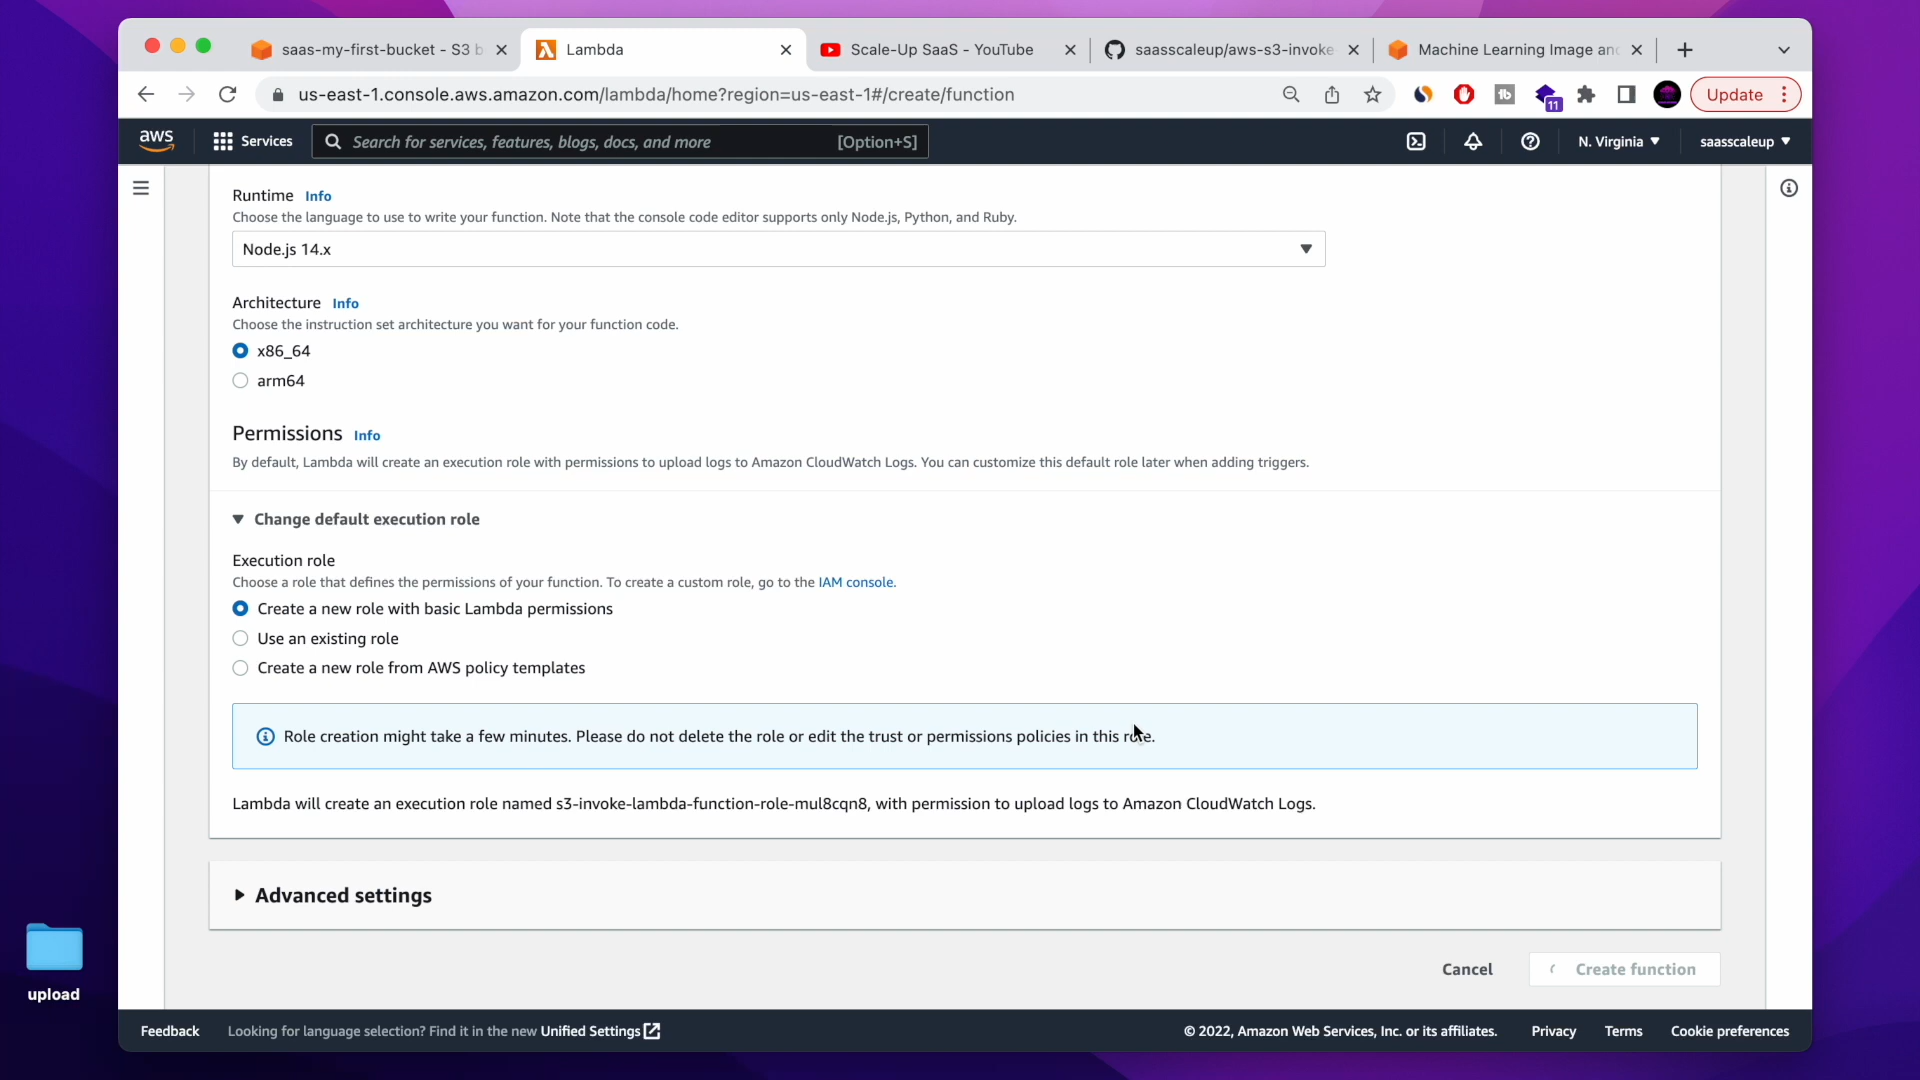 saas-my-first-bucket - S3 b
Lambda
Scale-Up SaaS - YouTube
saasscaleup/aws-s3-invoke-
Machine Learning Image and
us-east-1.console.aws.amazon.com/lambda/home?region=us-east-1#/create/function
tb
11
Update
aws
Services
Search for services, features, blogs, docs, and more
[Option+S]
N. Virginia
saasscaleup
Runtime Info
Choose the language to use to write your function. Note that the console code editor supports only Node.js, Python, and Ruby.
Node.js 14.x
Architecture Info
Choose the instruction set architecture you want for your function code.
x86_64
arm64
Permissions Info
By default, Lambda will create an execution role with permissions to upload logs to Amazon CloudWatch Logs. You can customize this default role later when adding triggers.
Change default execution role
Execution role
Choose a role that defines the permissions of your function. To create a custom role, go to the IAM console.
Create a new role with basic Lambda permissions
Use an existing role
Create a new role from AWS policy templates
Role creation might take a few minutes. Please do not delete the role or edit the trust or permissions policies in this role.
Lambda will create an execution role named s3-invoke-lambda-function-role-mul8cqn8, with permission to upload logs to Amazon CloudWatch Logs.
Advanced settings
Cancel
Create function
upload
Feedback
Looking for language selection? Find it in the new Unified Settings
© 2022, Amazon Web Services, Inc. or its affiliates.
Privacy
Terms
Cookie preferences